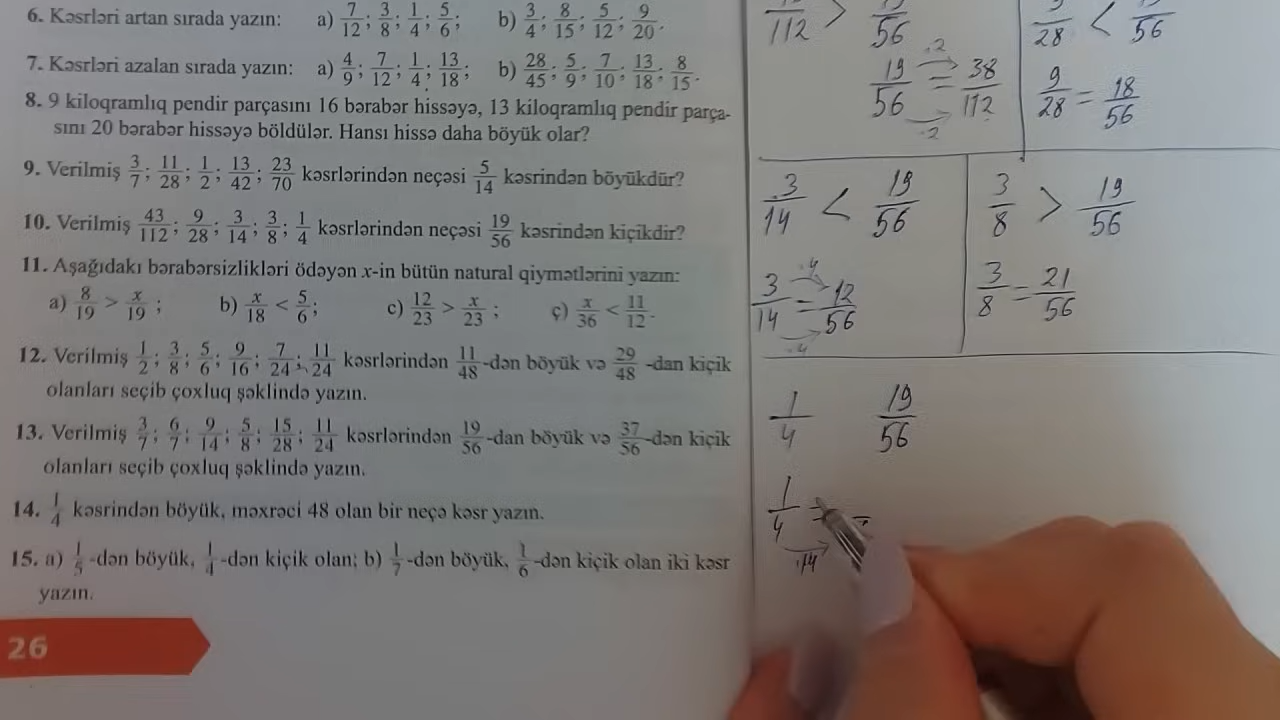 6. Kəsrləri artan sırada yazın: a) 7/12; 3/8; 1/4; 5/6; b) 3/4; 8/15; 5/12; 9/20.
7. Kəsrləri azalan sırada yazın: a) 4/9; 7/12; 1/4; 13/18; b) 28/45; 5/9; 7/10; 13/18; 8/15.
8. 9 kiloqramlıq pendir parçasını 16 bərabər hissəyə, 13 kiloqramlıq pendir parça-
sını 20 bərabər hissəyə böldülər. Hansı hissə daha böyük olar?
9. Verilmiş 3/7; 11/28; 1/2; 13/42; 23/70 kəsrlərindən neçəsi 5/14 kəsrindən böyükdür?
10. Verilmiş 43/112; 9/28; 3/14; 3/8; 1/4 kəsrlərindən neçəsi 19/56 kəsrindən kiçikdir?
11. Aşağıdakı bərabərsizlikləri ödəyən x-in bütün natural qiymətlərini yazın:
a) 8/19 > x/19; b) x/18 < 5/6; c) 12/23 > x/23; ç) x/36 < 11/12.
12. Verilmiş 1/2; 3/8; 5/6; 9/16; 7/24; 11/24 kəsrlərindən 11/48-dən böyük və 29/48-dan kiçik
olanları seçib çoxluq şəklində yazın.
13. Verilmiş 3/7; 6/7; 9/14; 5/8; 15/28; 11/24 kəsrlərindən 19/56-dan böyük və 37/56-dən kiçik
olanları seçib çoxluq şəklində yazın.
14. 1/4 kəsrindən böyük, məxrəci 48 olan bir neçə kəsr yazın.
15. a) 1/5-dən böyük, 1/4-dən kiçik olan; b) 1/7-dən böyük, 1/6-dən kiçik olan iki kəsr
yazın.
26
/112 > 19/56
19/56 = 38/112
.2
.2
/28 < 19/56
9/28 = 18/56
3/14 < 19/56
3/14 = 12/56
.4
.4
3/8 > 19/56
3/8 = 21/56
1/4 19/56
1/4 =
.14